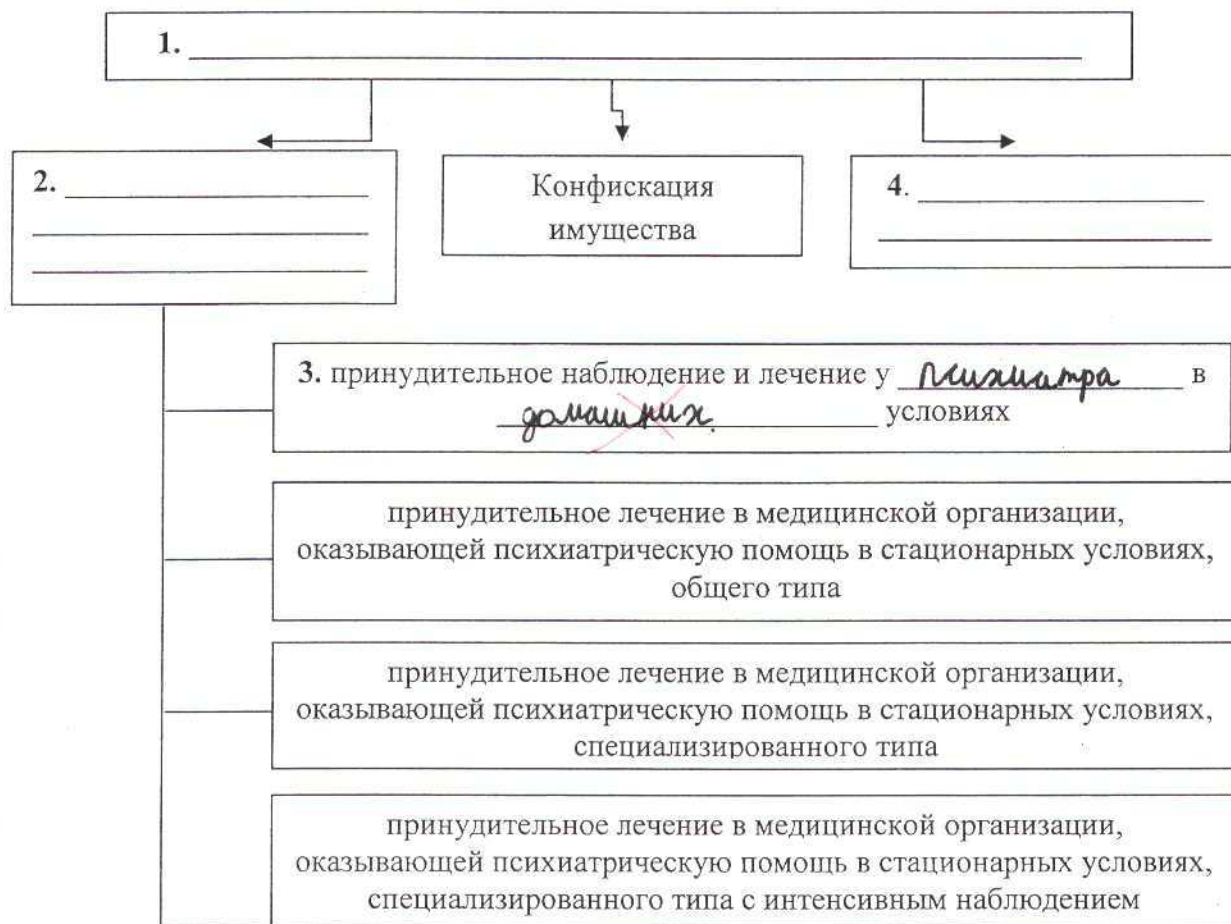 1.
2.
Конфискация
имущества
4.
3. принудительное наблюдение и лечение у психиатра в
домашних. условиях
принудительное лечение в медицинской организации,
оказывающей психиатрическую помощь в стационарных условиях,
общего типа
принудительное лечение в медицинской организации,
оказывающей психиатрическую помощь в стационарных условиях,
специализированного типа
принудительное лечение в медицинской организации,
оказывающей психиатрическую помощь в стационарных условиях,
специализированного типа с интенсивным наблюдением